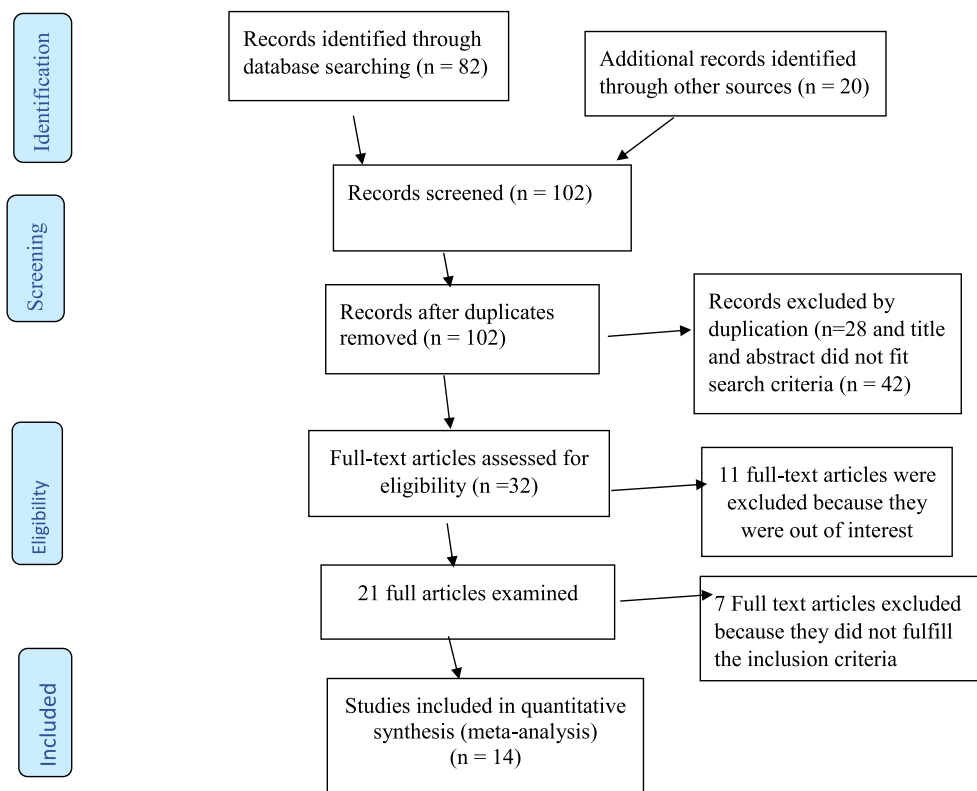 Identification
Records identified through
database searching (n = 82)
Additional records identified
through other sources (n = 20)
Records screened (n = 102)
Screening
Records after duplicates
removed (n = 102)
Records excluded by
duplication (n=28 and title
and abstract did not fit
search criteria (n = 42)
Eligibility
Full-text articles assessed for
eligibility (n =32)
11 full-text articles were
excluded because they
were out of interest
21 full articles examined
7 Full text articles excluded
because they did not fulfill
the inclusion criteria
Included
Studies included in quantitative
synthesis (meta-analysis)
(n = 14)